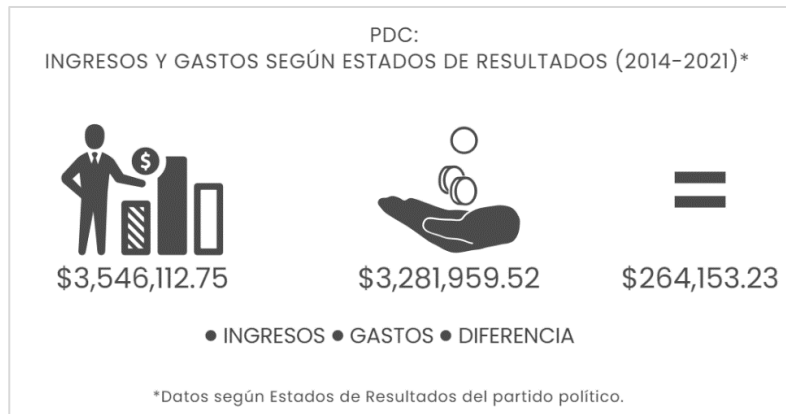 PDC:
INGRESOS Y GASTOS SEGÚN ESTADOS DE RESULTADOS (2014-2021)*
$
$3,546,112.75 $3,281,959.52 $264,153.23
● INGRESOS ● GASTOS ● DIFERENCIA
*Datos según Estados de Resultados del partido político.